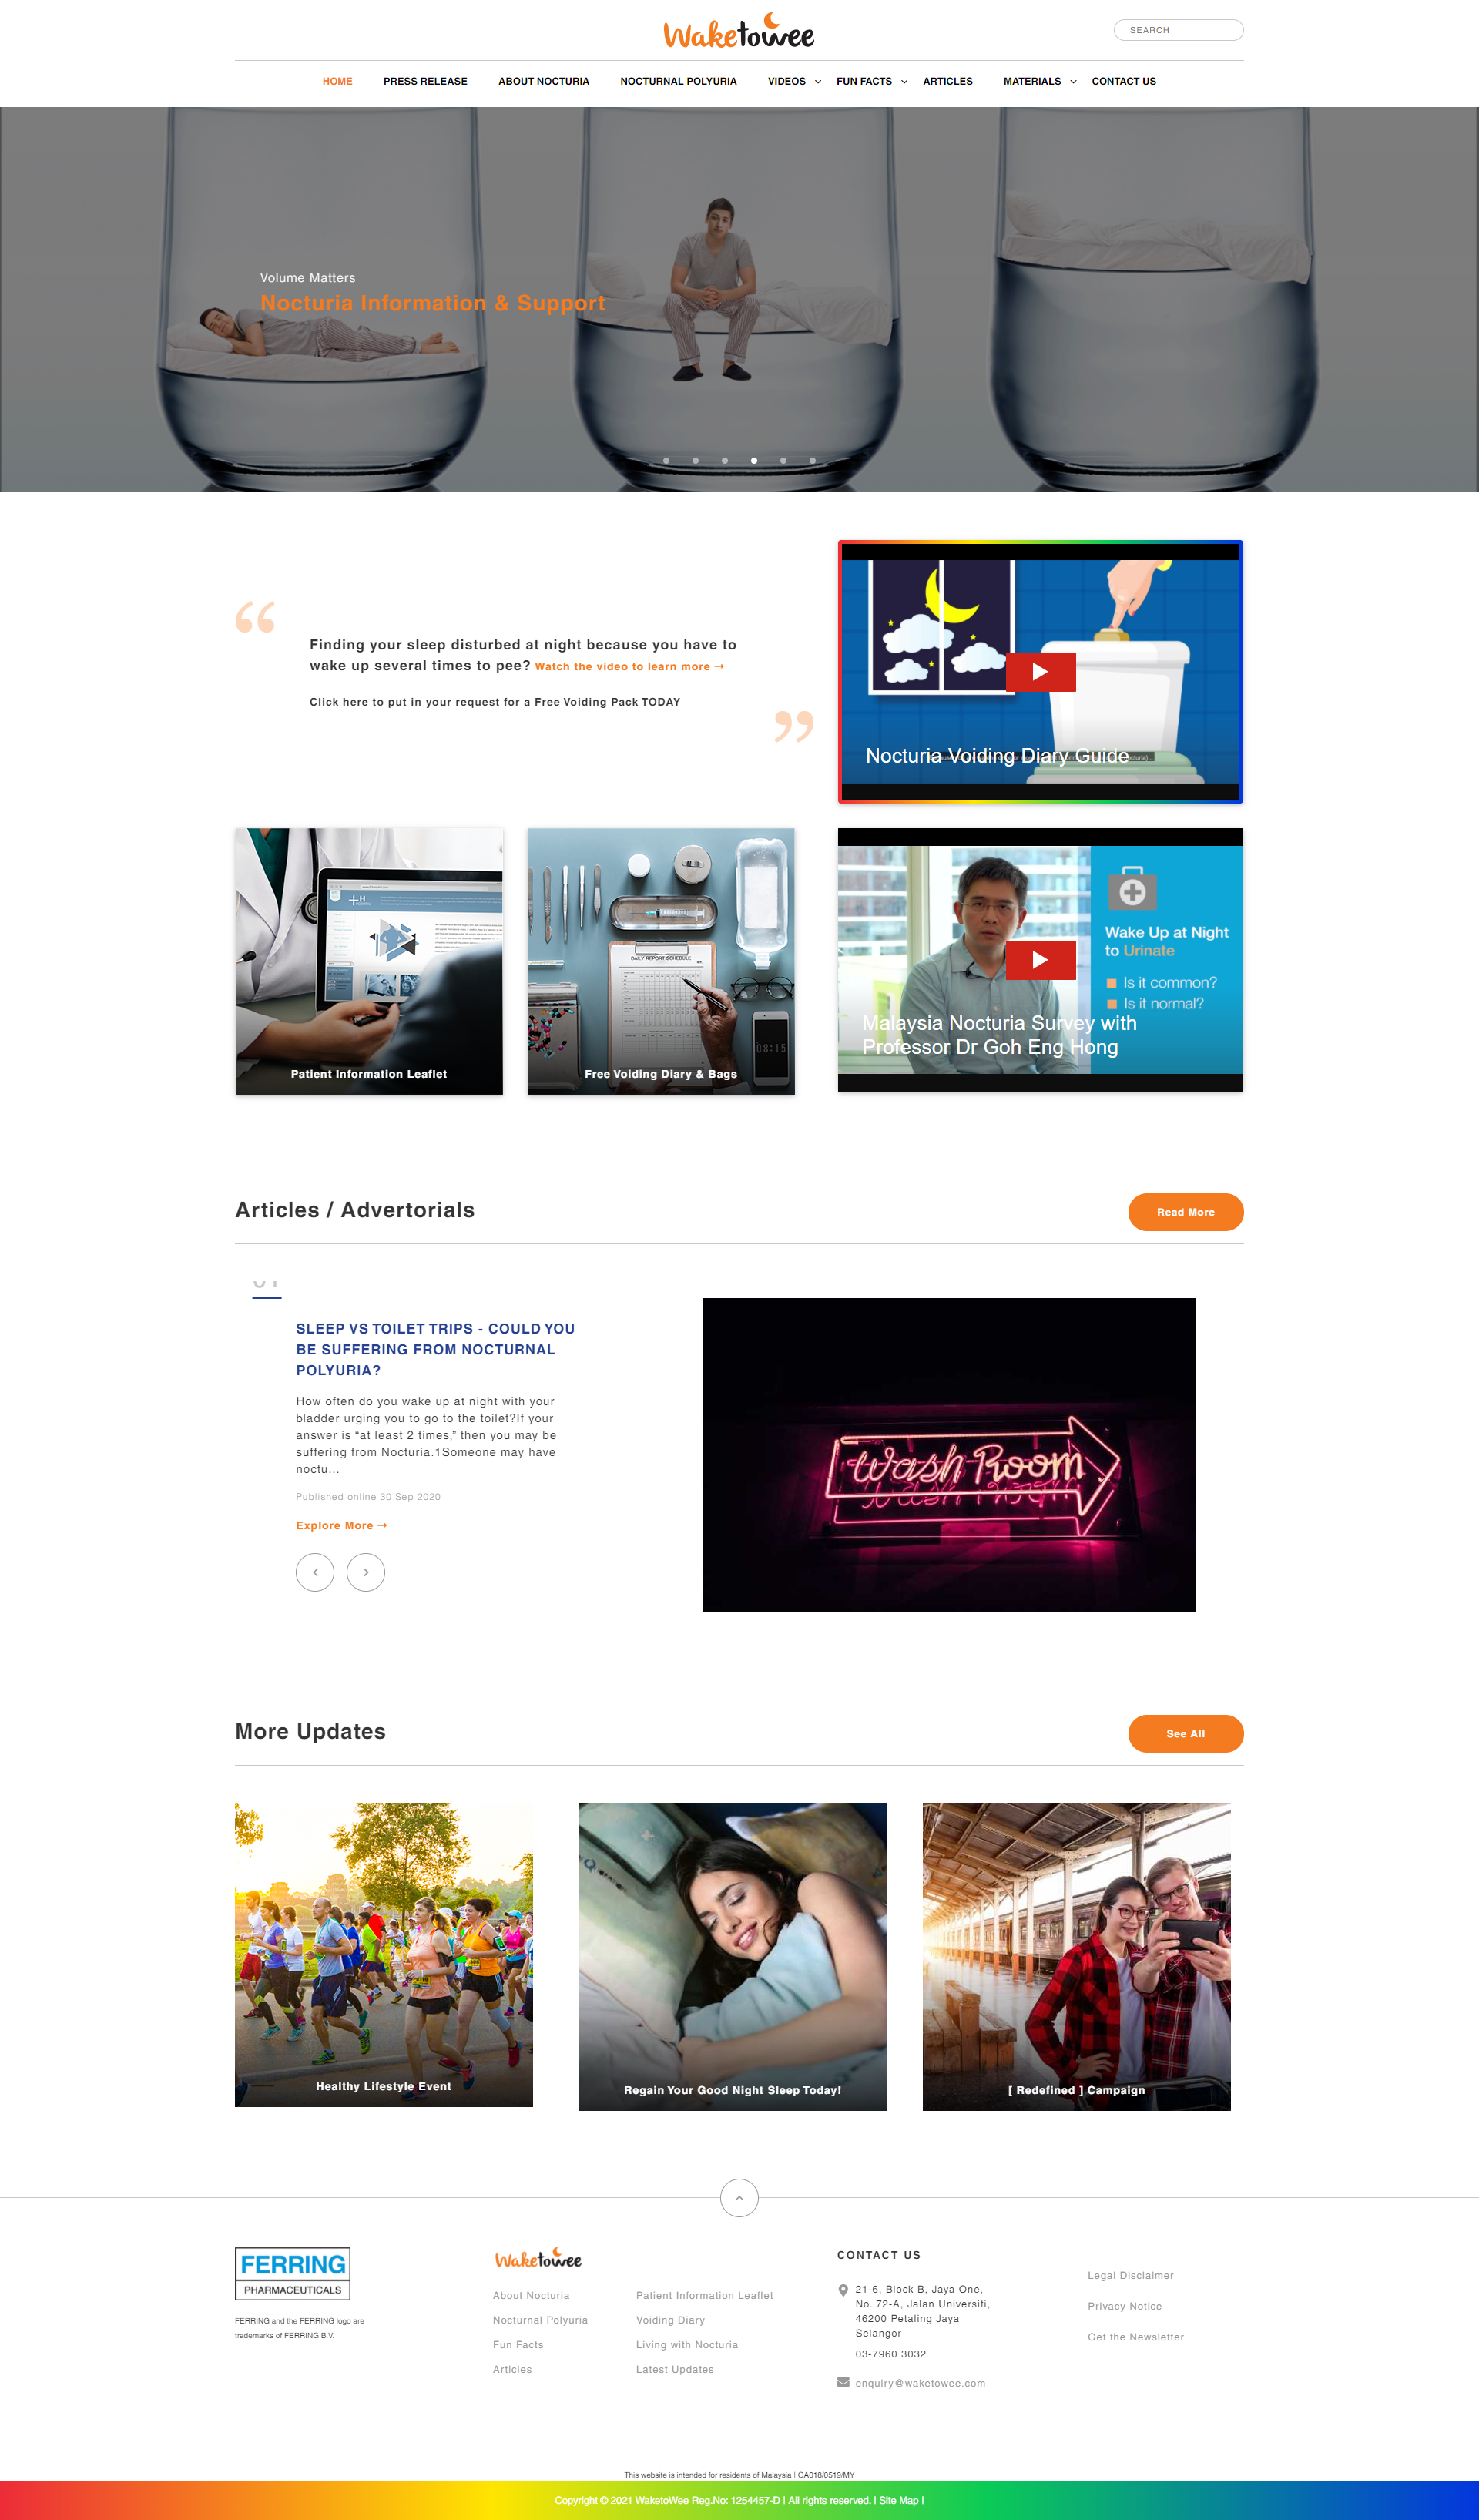 Waketowee
SEARCH
HOME
PRESS RELEASE
ABOUT NOCTURIA
NOCTURNAL POLYURIA
VIDEOS
FUN FACTS
ARTICLES
MATERIALS
CONTACT US
Volume Matters
Nocturia Information & Support
“
Finding your sleep disturbed at night because you have to
wake up several times to pee? Watch the video to learn more →
Click here to put in your request for a Free Voiding Pack TODAY
”
Nocturia Voiding Diary Guide
Patient Information Leaflet
DAILY REPORT SCHEDULE
08:15
Free Voiding Diary & Bags
Wake Up at Night
to Urinate
Is it common?
Is it normal?
Malaysia Nocturia Survey with
Professor Dr Goh Eng Hong
Articles / Advertorials
Read More
01
SLEEP VS TOILET TRIPS - COULD YOU
BE SUFFERING FROM NOCTURNAL
POLYURIA?
How often do you wake up at night with your
bladder urging you to go to the toilet?If your
answer is “at least 2 times,” then you may be
suffering from Nocturia.1Someone may have
noctu...
Published online 30 Sep 2020
Explore More →
Wash Room
More Updates
See All
Healthy Lifestyle Event
Regain Your Good Night Sleep Today!
[ Redefined ] Campaign
FERRING
PHARMACEUTICALS
FERRING and the FERRING logo are
trademarks of FERRING B.V.
Waketowee
About Nocturia
Nocturnal Polyuria
Fun Facts
Articles
Patient Information Leaflet
Voiding Diary
Living with Nocturia
Latest Updates
CONTACT US
21-6, Block B, Jaya One,
No. 72-A, Jalan Universiti,
46200 Petaling Jaya
Selangor
03-7960 3032
enquiry@waketowee.com
Legal Disclaimer
Privacy Notice
Get the Newsletter
This website is intended for residents of Malaysia | GA018/0519/MY
Copyright © 2021 WaketoWee Reg.No: 1254457-D | All rights reserved. | Site Map |